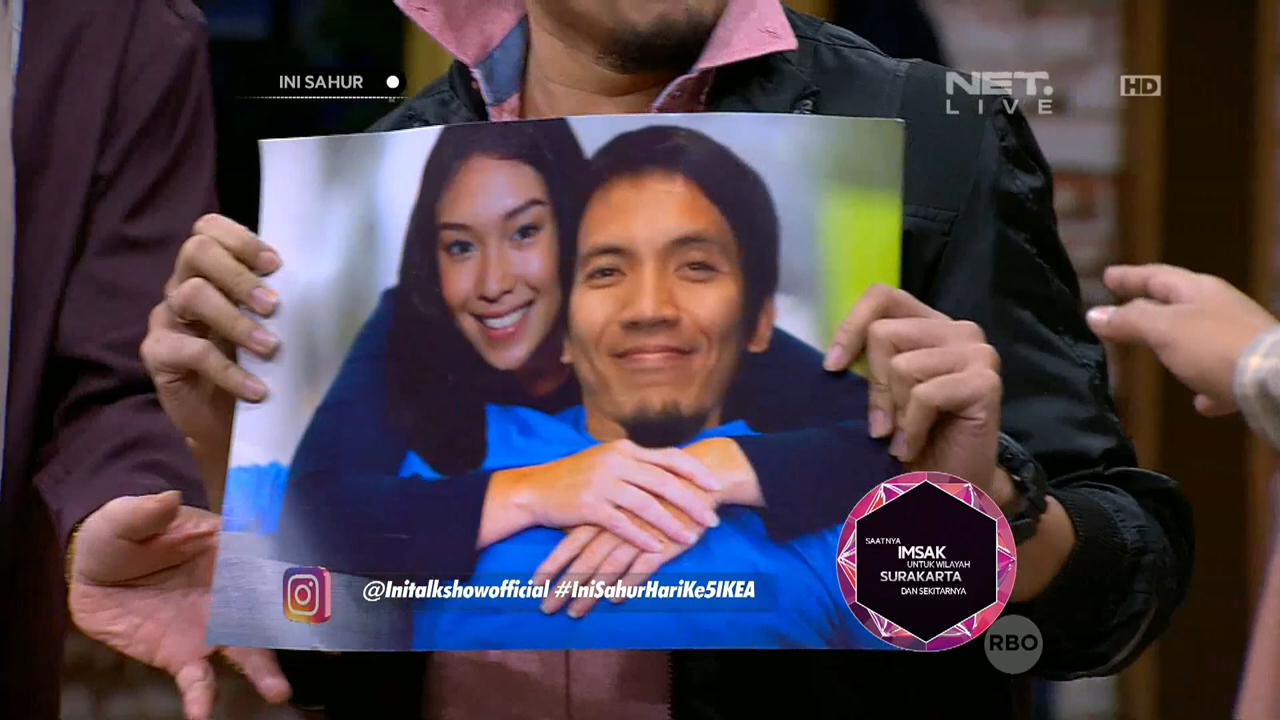 INI SAHUR
NET.
LIVE
HD
@Initalkshowofficial #IniSahurHariKe5IKEA
SAATNYA
IMSAK
UNTUK WILAYAH
SURAKARTA
DAN SEKITARNYA
RBO